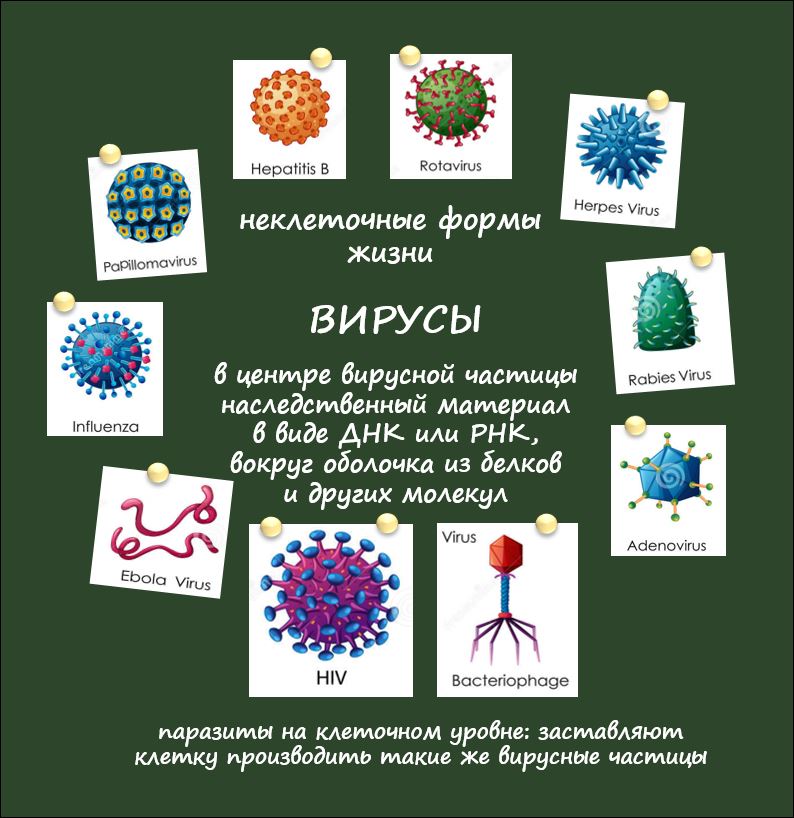 Hepatitis B
Rotavirus
Herpes Virus
Papillomavirus
неклеточные формы
жизни
ВИРУСЫ
Rabies Virus
Influenza
в центре вирусной частицы
наследственный материал
в виде ДНК или РНК,
вокруг оболочка из белков
и других молекул
Adenovirus
Ebola Virus
HIV
Virus
Bacteriophage
паразиты на клеточном уровне: заставляют
клетку производить такие же вирусные частицы